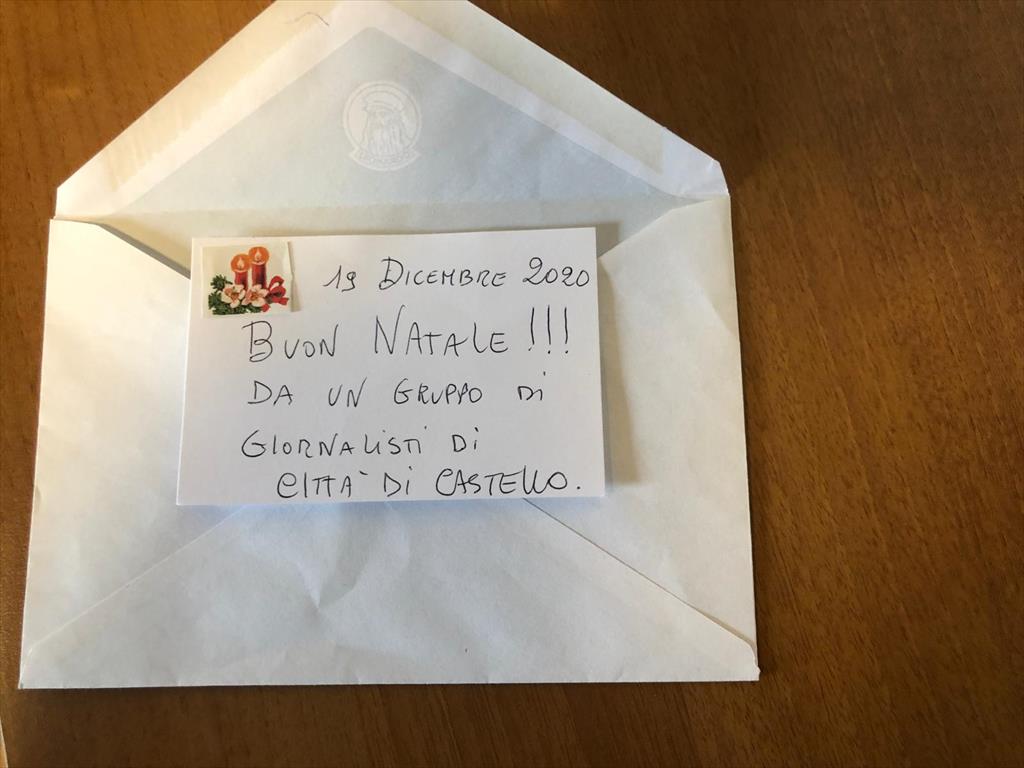 19 DICEMBRE 2020
BUON NATALE!!!
DA UN GRUPPO DI
GIORNALISTI DI
CITTÀ DI CASTELLO.